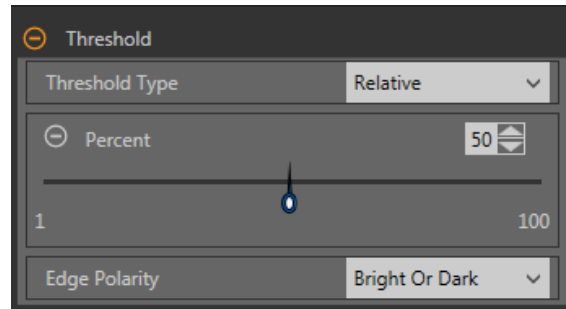 Threshold
Threshold Type Relative
Percent 50
1 100
Edge Polarity Bright Or Dark